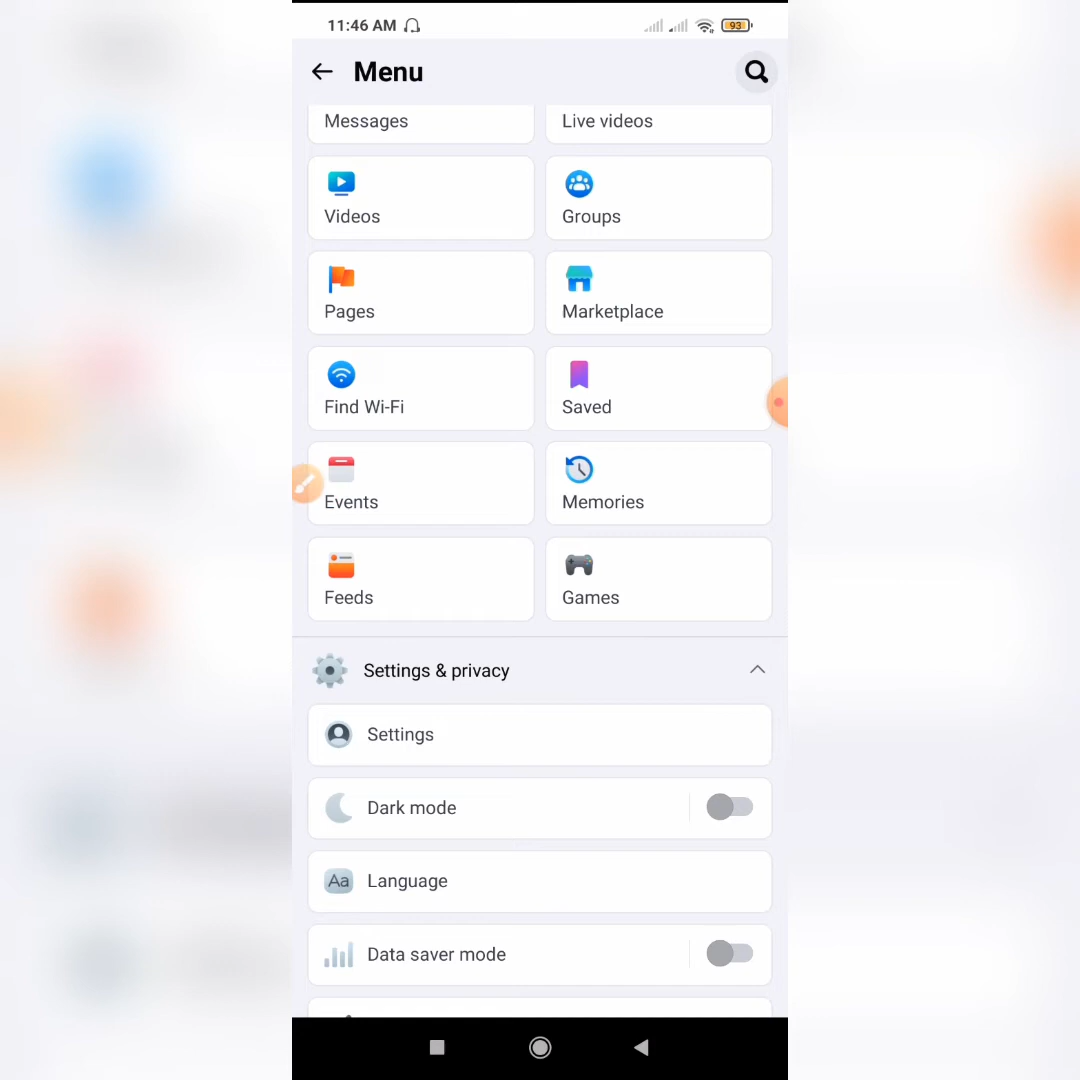 11:46 AM 93
Menu
Messages Live videos
Videos Groups
Pages Marketplace
Find Wi-Fi Saved
Events Memories
Feeds Games
Settings & privacy
Settings
Dark mode
Aa Language
Data saver mode